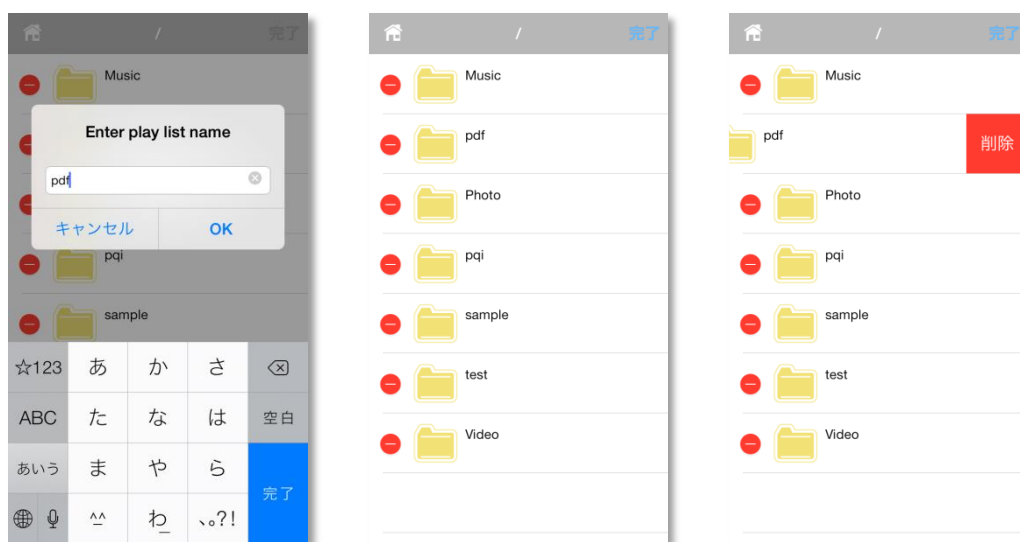 / 完了
Music
Enter play list name
pdf
キャンセル OK
pqi
sample
☆123 あ か さ
ABC た な は 空白
あいう ま や ら
完了
^^ わ_ 、。?!
/ 完了
Music
pdf
Photo
pqi
sample
test
Video
/ 完了
Music
pdf 削除
Photo
pqi
sample
test
Video